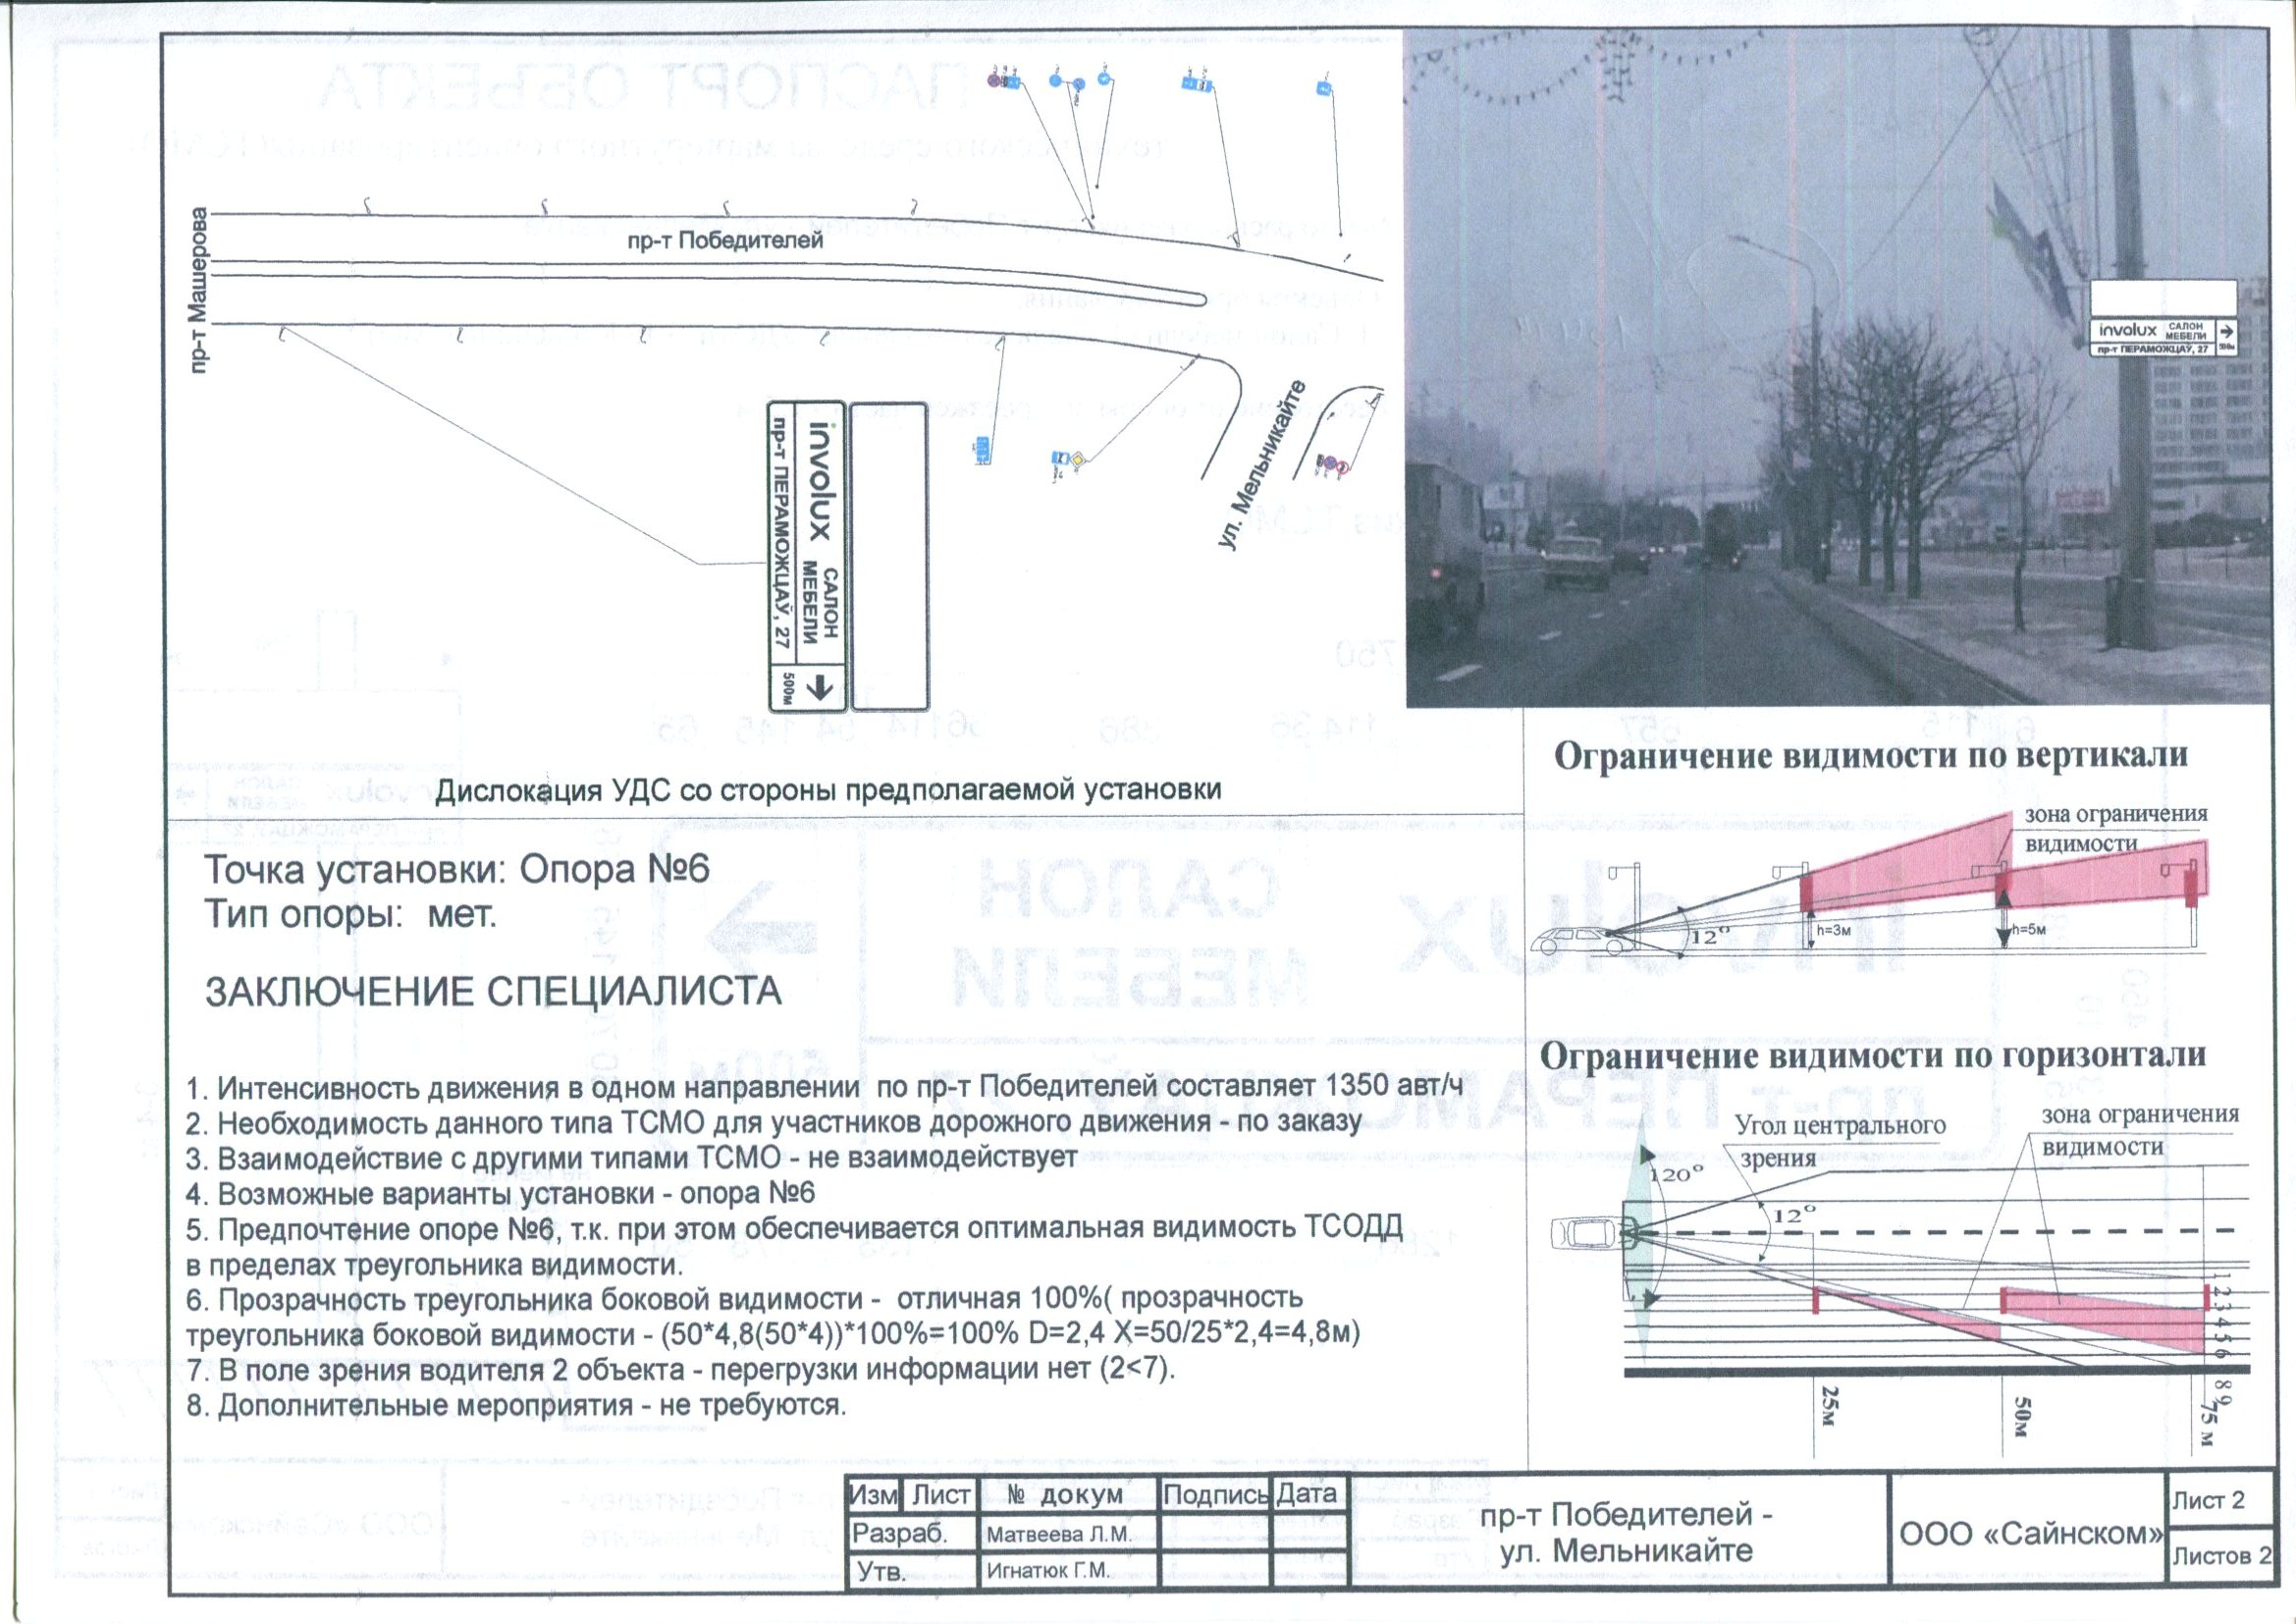 пр-т Машерова
пр-т Победителей
ул. Мельникайте
involux САЛОН МЕБЕЛИ
пр-т ПЕРАМОЖЦАЎ, 27
500м
involux САЛОН МЕБЕЛИ
пр-т ПЕРАМОЖЦАЎ, 27
Дислокация УДС со стороны предполагаемой установки
Точка установки: Опора №6
Тип опоры: мет.
ЗАКЛЮЧЕНИЕ СПЕЦИАЛИСТА
1. Интенсивность движения в одном направлении по пр-т Победителей составляет 1350 авт/ч
2. Необходимость данного типа ТСМО для участников дорожного движения - по заказу
3. Взаимодействие с другими типами ТСМО - не взаимодействует
4. Возможные варианты установки - опора №6
5. Предпочтение опоре №6, т.к. при этом обеспечивается оптимальная видимость ТСОДД
в пределах треугольника видимости.
6. Прозрачность треугольника боковой видимости - отличная 100%( прозрачность
треугольника боковой видимости - (50*4,8(50*4))*100%=100% D=2,4 X=50/25*2,4=4,8м)
7. В поле зрения водителя 2 объекта - перегрузки информации нет (2<7).
8. Дополнительные мероприятия - не требуются.
Ограничение видимости по вертикали
зона ограничения
видимости
12°
h=3м
h=5м
Ограничение видимости по горизонтали
Угол центрального
зрения
зона ограничения
видимости
120°
12°
1 2 3 4 5 6
8 9
25м
50м
75 м
Изм Лист № докум Подпись Дата
Разраб. Матвеева Л.М.
Утв. Игнатюк Г.М.
пр-т Победителей -
ул. Мельникайте
ООО «Сайнском»
Лист 2
Листов 2